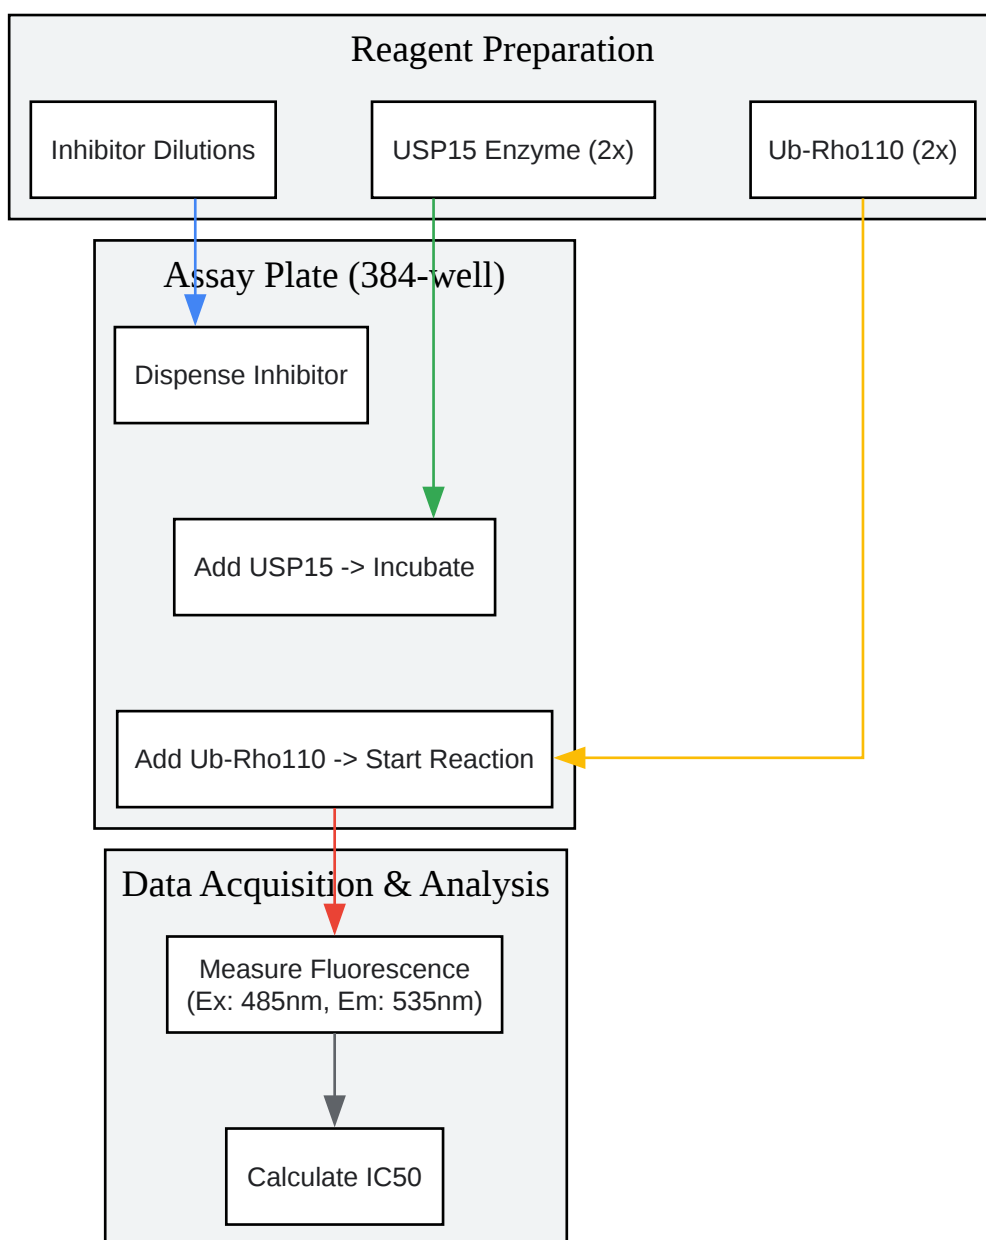 Reagent Preparation
Inhibitor Dilutions
USP15 Enzyme (2x)
Ub-Rho110 (2x)
Assay Plate (384-well)
Dispense Inhibitor
Add USP15 -> Incubate
Add Ub-Rho110 -> Start Reaction
Data Acquisition & Analysis
Measure Fluorescence
(Ex: 485nm, Em: 535nm)
Calculate IC50